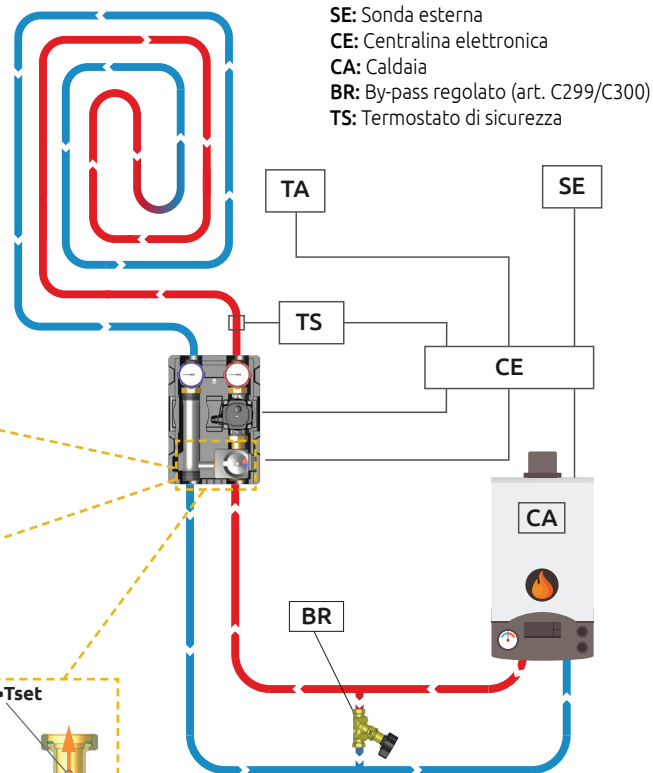 SE: Sonda esterna
CE: Centralina elettronica
CA: Caldaia
BR: By-pass regolato (art. C299/C300)
TS: Termostato di sicurezza
TA
SE
TS
CE
CA
BR
Tset